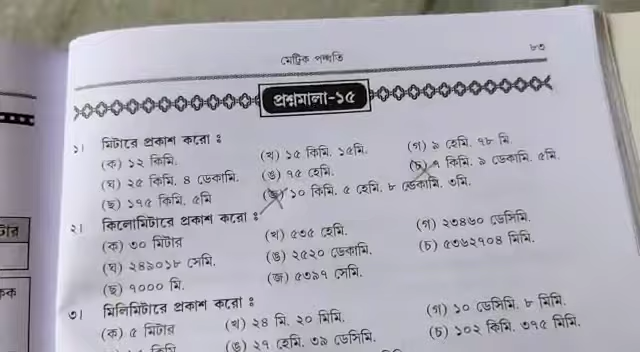 মেট্রিক পদ্ধতি ৮৩
প্রশ্নমালা-১৫
১। মিটারে প্রকাশ করো :
(ক) ১২ কিমি. (খ) ১৫ কিমি. ১৫মি. (গ) ৯ হেমি. ৭৮ মি.
(ঘ) ২৫ কিমি. ৪ ডেকামি. (ঙ) ৭৫ হেমি. (চ) ৭ কিমি. ৯ ডেকামি. ৫মি.
(ছ) ১৭৫ কিমি. ৫মি (জ) ১০ কিমি. ৫ হেমি. ৮ ডেকামি. ৩মি.
২। কিলোমিটারে প্রকাশ করো :
(ক) ৩০ মিটার (খ) ৫৩৫ হেমি. (গ) ২৩৪৬০ ডেসিমি.
(ঘ) ২৪৯০১৮ সেমি. (ঙ) ২৫২০ ডেকামি. (চ) ৫৩৬২৭০৪ মিমি.
(ছ) ৭০০০ মি. (জ) ৫৩৯৭ সেমি.
৩। মিলিমিটারে প্রকাশ করো :
(ক) ৫ মিটার (খ) ২৪ মি. ২০ মিমি. (গ) ১০ ডেসিমি. ৮ মিমি.
(ঙ) ২৭ হেমি. ৩৯ ডেসিমি. (চ) ১০২ কিমি. ৩৭৫ মিমি.
টার